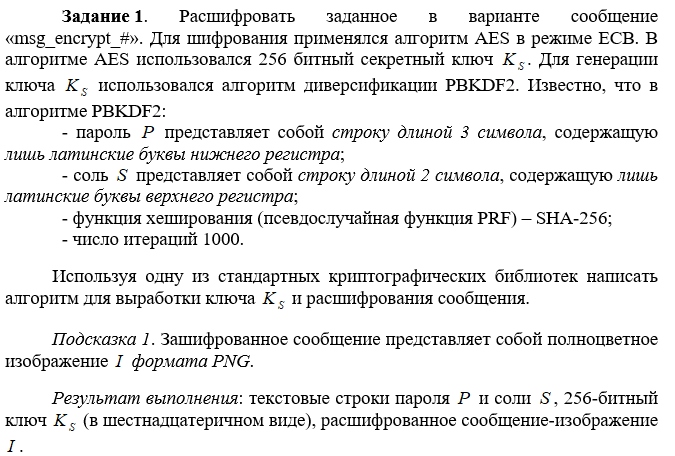 Задание 1. Расшифровать заданное в варианте сообщение
«msg_encrypt_#». Для шифрования применялся алгоритм AES в режиме ECB. В
алгоритме AES использовался 256 битный секретный ключ K_S. Для генерации
ключа K_S использовался алгоритм диверсификации PBKDF2. Известно, что в
алгоритме PBKDF2:
- пароль P представляет собой строку длиной 3 символа, содержащую
лишь латинские буквы нижнего регистра;
- соль S представляет собой строку длиной 2 символа, содержащую лишь
латинские буквы верхнего регистра;
- функция хеширования (псевдослучайная функция PRF) – SHA-256;
- число итераций 1000.
Используя одну из стандартных криптографических библиотек написать
алгоритм для выработки ключа K_S и расшифрования сообщения.
Подсказка 1. Зашифрованное сообщение представляет собой полноцветное
изображение I формата PNG.
Результат выполнения: текстовые строки пароля P и соли S, 256-битный
ключ K_S (в шестнадцатеричном виде), расшифрованное сообщение-изображение
I.